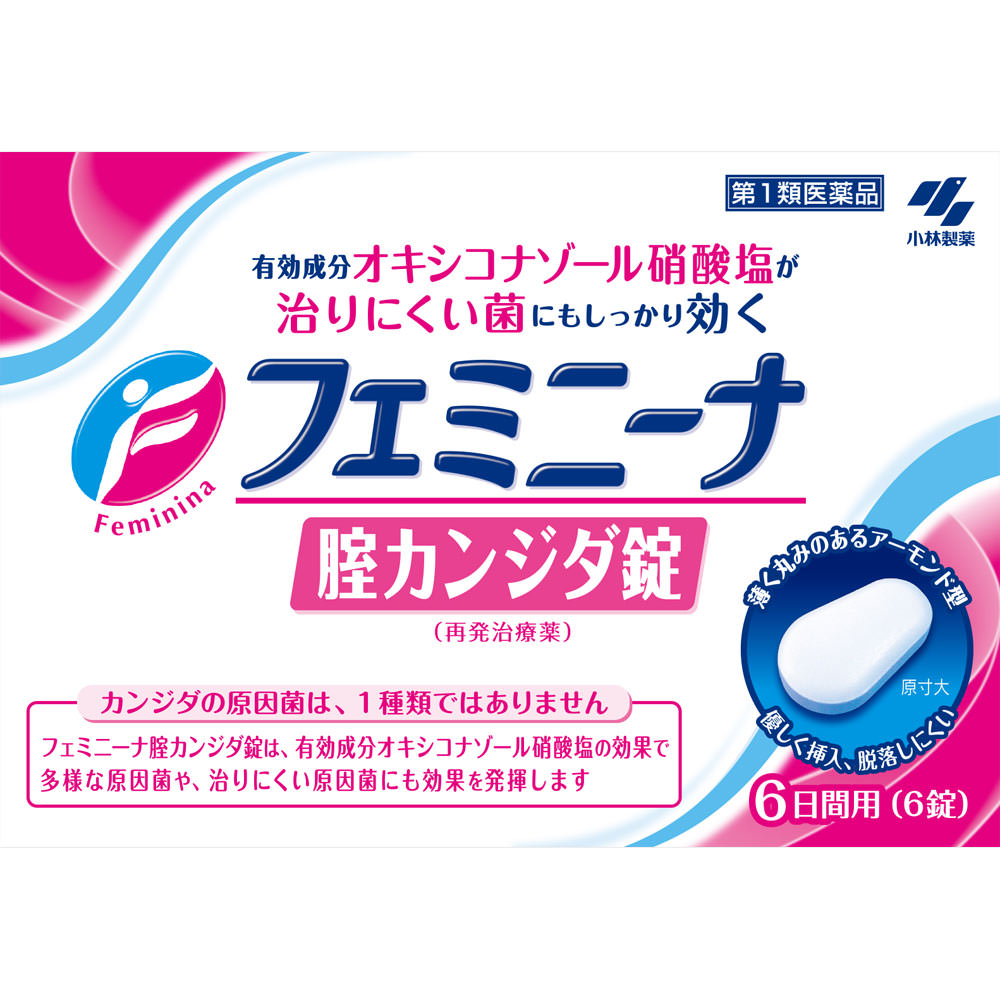 第1類医薬品
小林製薬
有効成分オキシコナゾール硝酸塩が
治りにくい菌にもしっかり効く
フェミニーナ
Feminina
腟カンジダ錠
(再発治療薬)
薄く丸みのあるアーモンド型
原寸大
優しく挿入、脱落しにくい
6日間用(6錠)
カンジダの原因菌は、1種類ではありません
フェミニーナ腟カンジダ錠は、有効成分オキシコナゾール硝酸塩の効果で
多様な原因菌や、治りにくい原因菌にも効果を発揮します